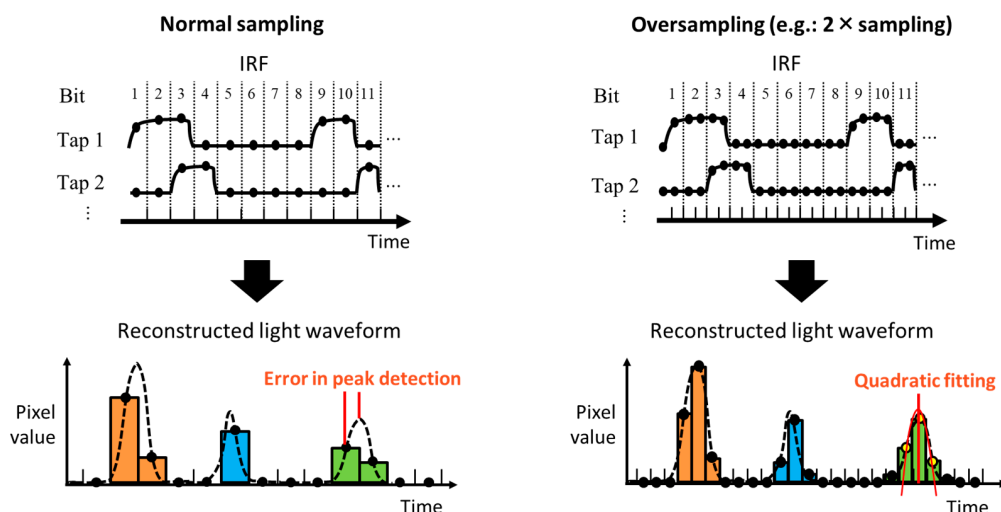 Normal sampling
IRF
Bit 1 2 3 4 5 6 7 8 9 10 11
Tap 1 ...
Tap 2 ...
⋮
Time
Reconstructed light waveform
Error in peak detection
Pixel
value
Time
Oversampling (e.g.: 2 × sampling)
IRF
Bit 1 2 3 4 5 6 7 8 9 10 11
Tap 1 ...
Tap 2 ...
⋮
Time
Reconstructed light waveform
Quadratic fitting
Pixel
value
Time